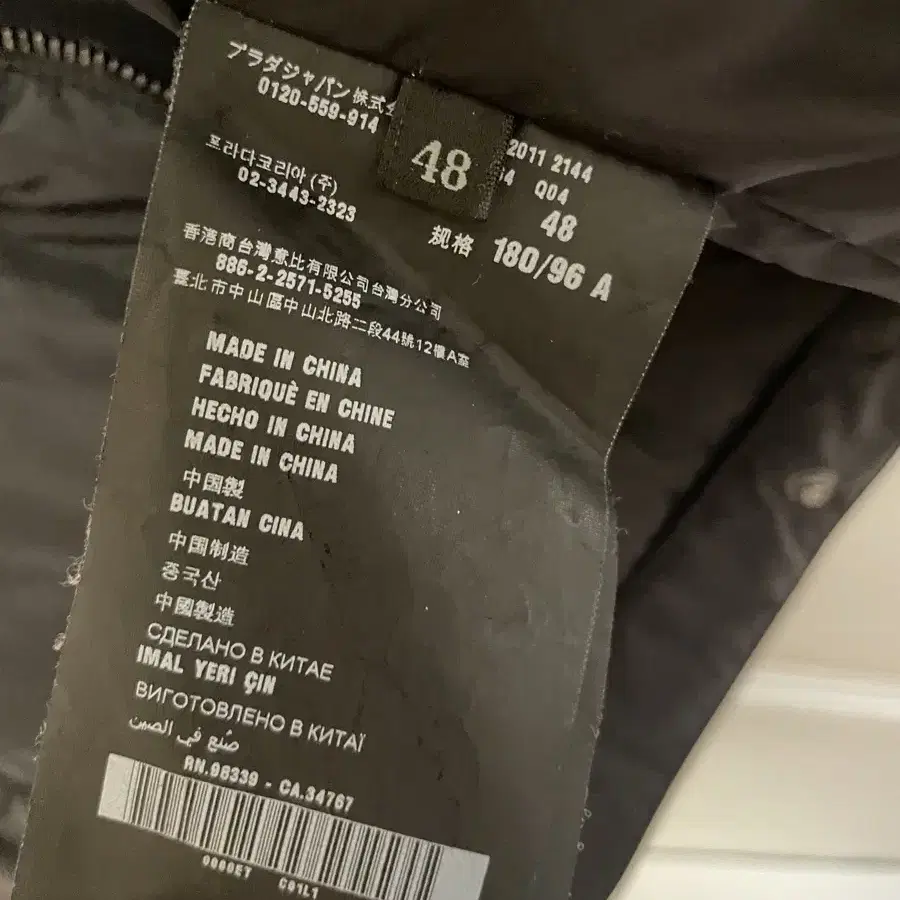 プラダジャパン株式会
0120-559-914
48
2011 2144
Q04
48
规格 180/96 A
프라다코리아 (주)
02-3443-2323
香港商台灣惷比有限公司台灣分公司
886-2-2571-5255
臺北市中山區中山北路二段44號12樓A室
MADE IN CHINA
FABRIQUÈ EN CHINE
HECHO IN CHINA
MADE IN CHINA
中国製
BUATAN CINA
中国制造
중국산
中國製造
СДЕЛАНО В КИТАЕ
IMAL YERI ÇIN
ВИГОТОВЛЕНО В КИТАЇ
صنع في الصين
RN.98339 - CA.34767
0000ET C01L1